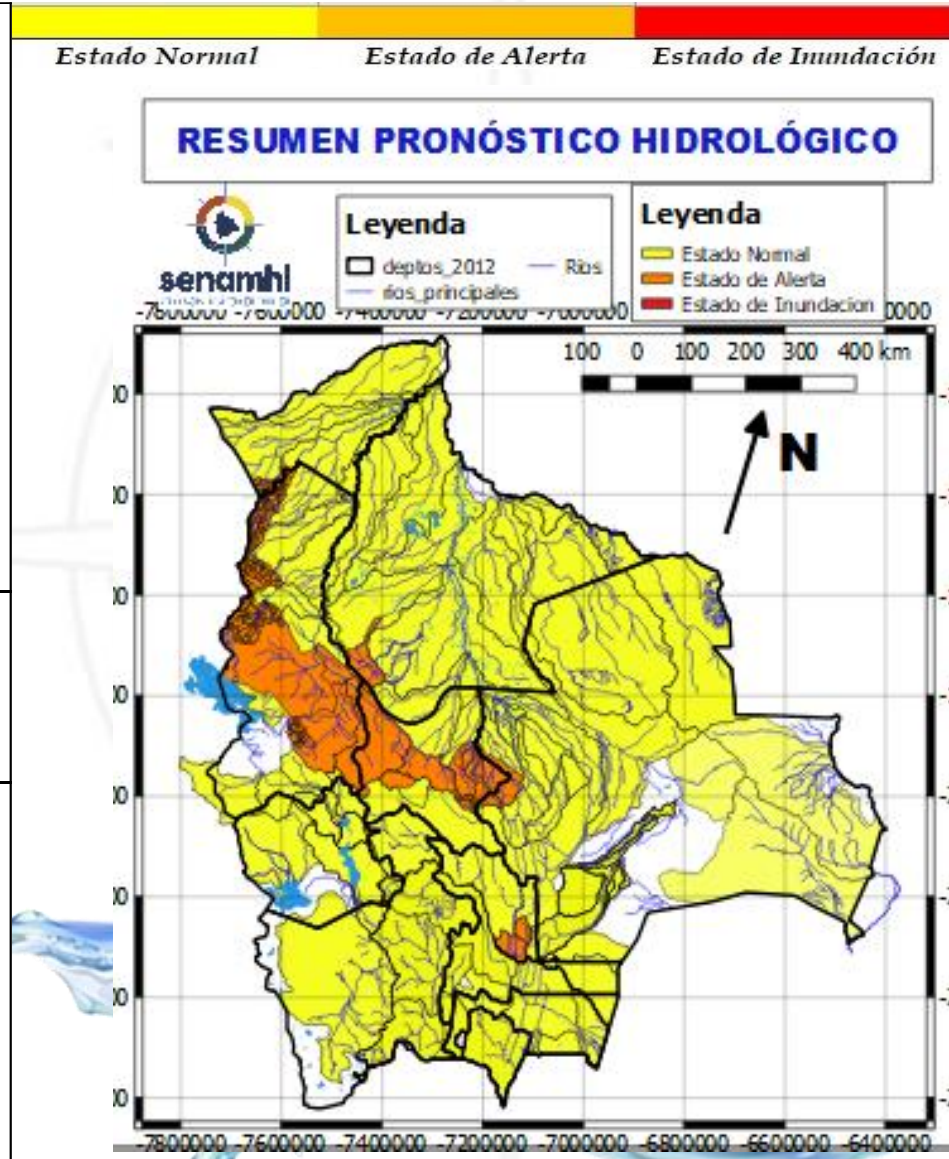 Estado Normal Estado de Alerta Estado de Inundación
RESUMEN PRONÓSTICO HIDROLÓGICO
senamhi
Leyenda
deptos_2012 Rios
rios_principales
Leyenda
Estado Normal
Estado de Alerta
Estado de Inundacion
-7800000 -7600000 -7400000 -7200000 -7000000
100 0 100 200 300 400 km
N
-7800000 -7600000 -7400000 -7200000 -7000000 -6800000 -6600000 -6400000